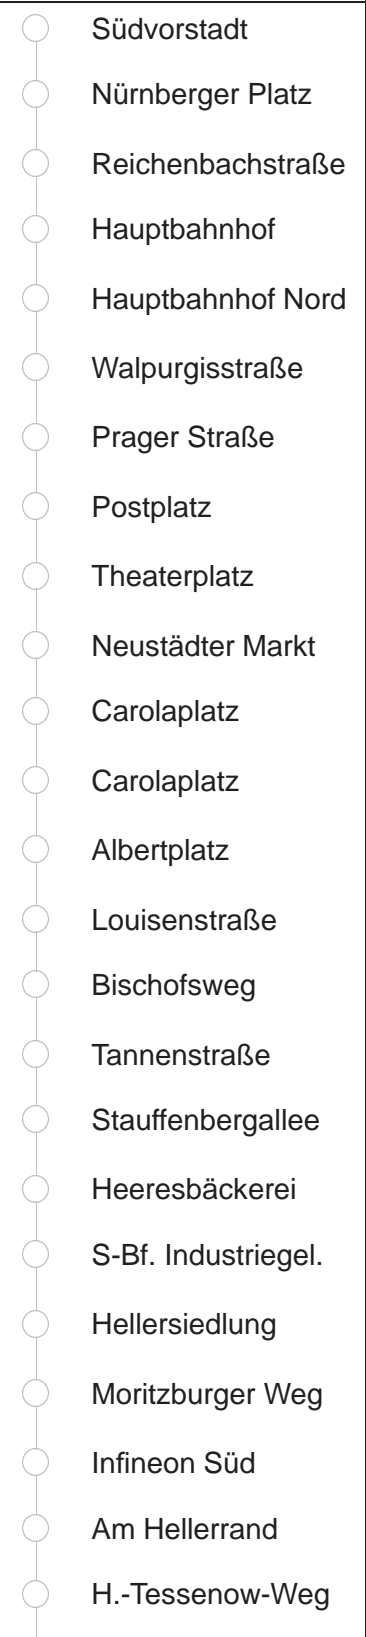 Südvorstadt
Nürnberger Platz
Reichenbachstraße
Hauptbahnhof
Hauptbahnhof Nord
Walpurgisstraße
Prager Straße
Postplatz
Theaterplatz
Neustädter Markt
Carolaplatz
Carolaplatz
Albertplatz
Louisenstraße
Bischofsweg
Tannenstraße
Stauffenbergallee
Heeresbäckerei
S-Bf. Industriegel.
Hellersiedlung
Moritzburger Weg
Infineon Süd
Am Hellerrand
H.-Tessenow-Weg